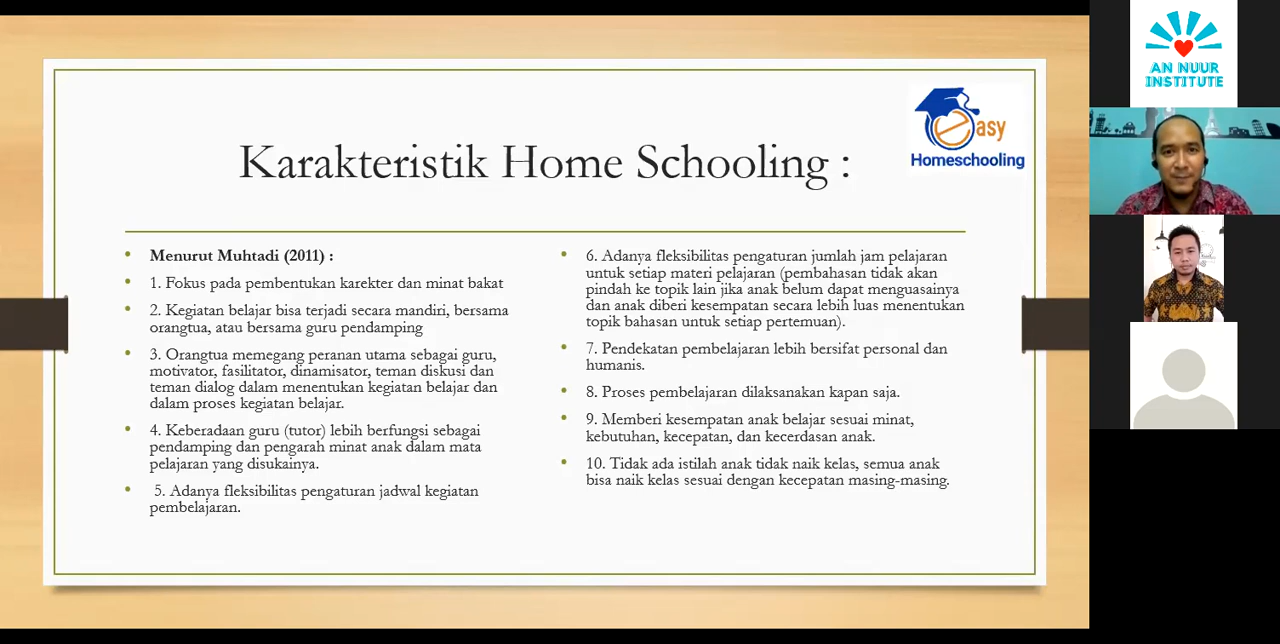 Karakteristik Home Schooling :
easy
Homeschooling
• Menurut Muhtadi (2011) :
• 1. Fokus pada pembentukan karekter dan minat bakat
• 2. Kegiatan belajar bisa terjadi secara mandiri, bersama
orangtua, atau bersama guru pendamping
• 3. Orangtua memegang peranan utama sebagai guru,
motivator, fasilitator, dinamisator, teman diskusi dan
teman dialog dalam menentukan kegiatan belajar dan
dalam proses kegiatan belajar.
• 4. Keberadaan guru (tutor) lebih berfungsi sebagai
pendamping dan pengarah minat anak dalam mata
pelajaran yang disukainya.
• 5. Adanya fleksibilitas pengaturan jadwal kegiatan
pembelajaran.
• 6. Adanya fleksibilitas pengaturan jumlah jam pelajaran
untuk setiap materi pelajaran (pembahasan tidak akan
pindah ke topik lain jika anak belum dapat menguasainya
dan anak diberi kesempatan secara lebih luas menentukan
topik bahasan untuk setiap pertemuan).
• 7. Pendekatan pembelajaran lebih bersifat personal dan
humanis.
• 8. Proses pembelajaran dilaksanakan kapan saja.
• 9. Memberi kesempatan anak belajar sesuai minat,
kebutuhan, kecepatan, dan kecerdasan anak.
• 10. Tidak ada istilah anak tidak naik kelas, semua anak
bisa naik kelas sesuai dengan kecepatan masing-masing.
AN NUUR
INSTITUTE